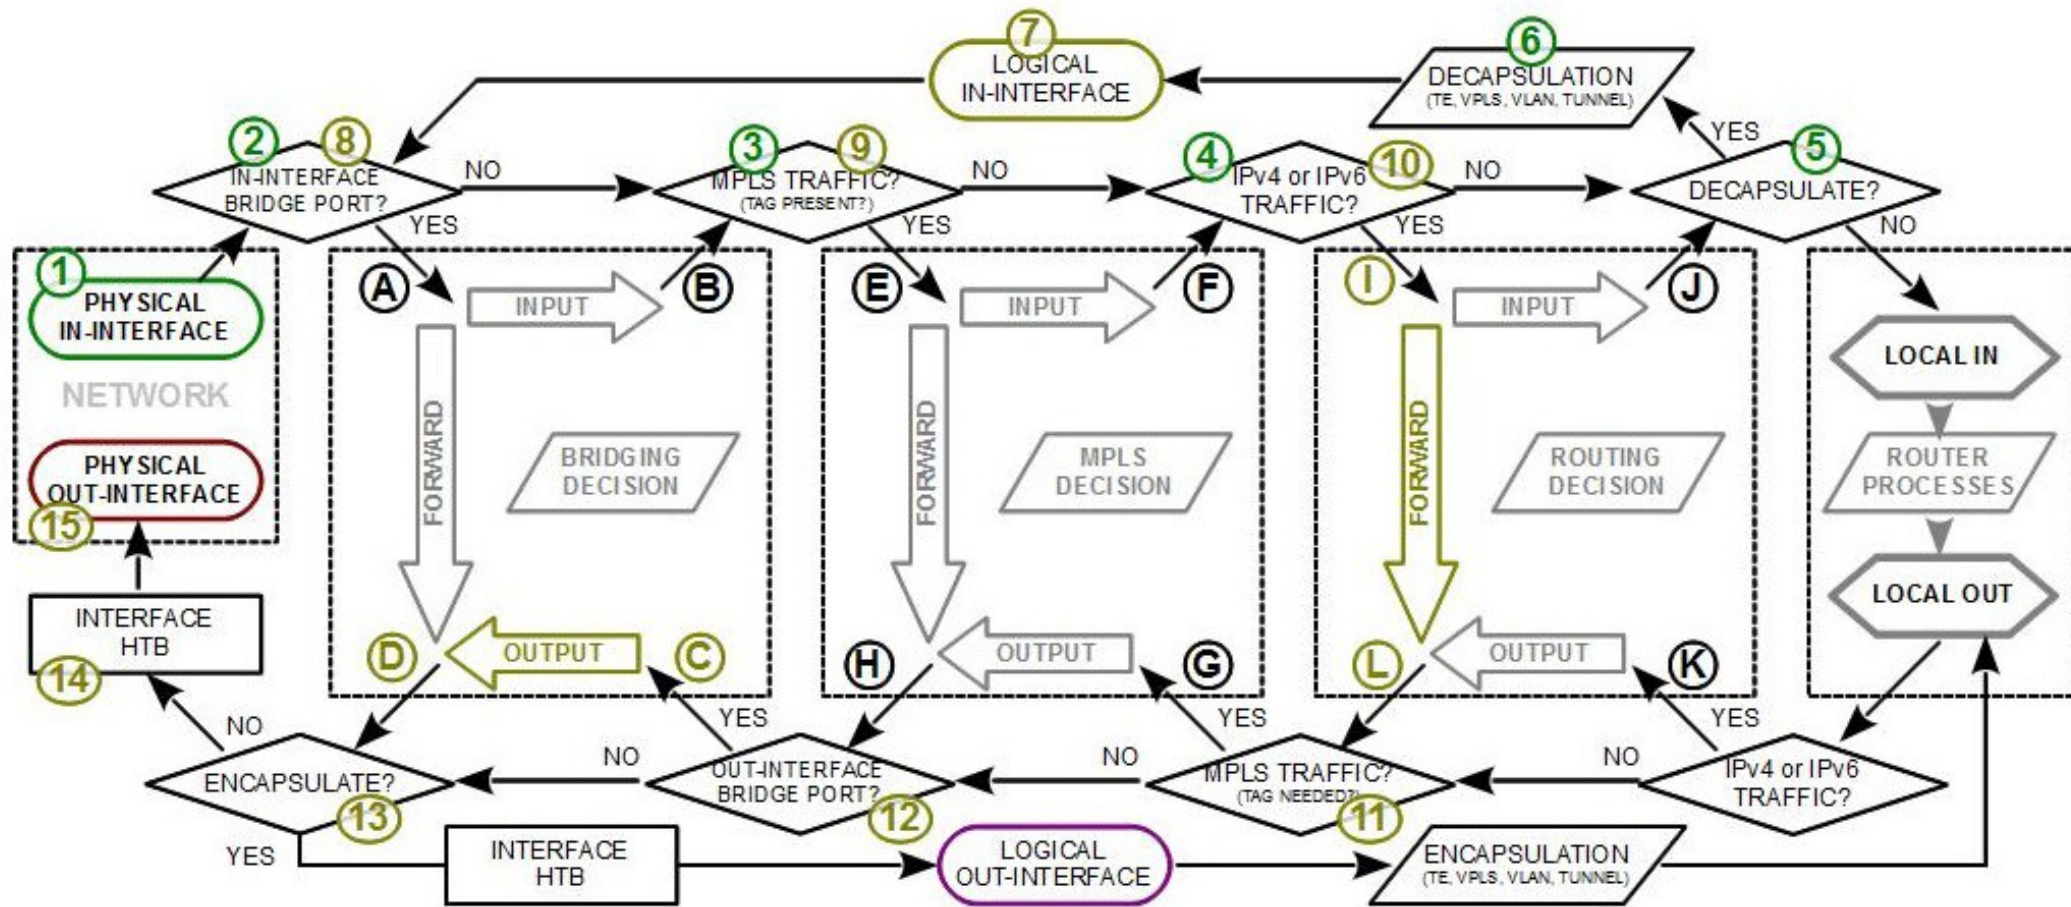 7
LOGICAL
IN-INTERFACE
6
DECAPSULATION
(TE, VPLS, VLAN, TUNNEL)
2
8
IN-INTERFACE
BRIDGE PORT?
NO
YES
3
9
MPLS TRAFFIC?
(TAG PRESENT?)
NO
YES
4
10
IPv4 or IPv6
TRAFFIC?
NO
YES
YES
5
DECAPSULATE?
NO
1
PHYSICAL
IN-INTERFACE
NETWORK
PHYSICAL
OUT-INTERFACE
15
A
INPUT
B
FORWARD
BRIDGING
DECISION
D
OUTPUT
C
E
INPUT
F
FORWARD
MPLS
DECISION
H
OUTPUT
G
I
INPUT
J
FORWARD
ROUTING
DECISION
L
OUTPUT
K
LOCAL IN
ROUTER
PROCESSES
LOCAL OUT
INTERFACE
HTB
14
NO
ENCAPSULATE?
13
YES
NO
YES
OUT-INTERFACE
BRIDGE PORT?
12
NO
YES
MPLS TRAFFIC?
(TAG NEEDED?)
11
NO
YES
IPv4 or IPv6
TRAFFIC?
INTERFACE
HTB
LOGICAL
OUT-INTERFACE
ENCAPSULATION
(TE, VPLS, VLAN, TUNNEL)